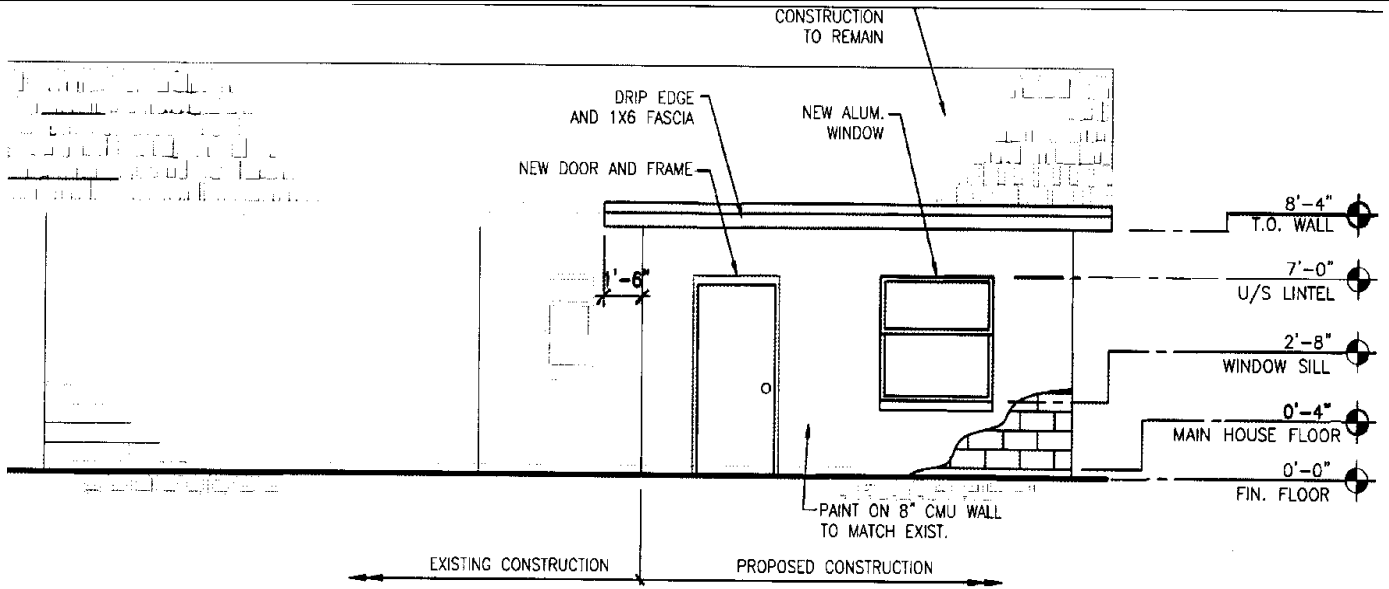 CONSTRUCTION
TO REMAIN
DRIP EDGE
AND 1X6 FASCIA
NEW ALUM.
WINDOW
NEW DOOR AND FRAME
8'-4"
T.O. WALL
1'-6"
7'-0"
U/S LINTEL
2'-8"
WINDOW SILL
0'-4"
MAIN HOUSE FLOOR
0'-0"
FIN. FLOOR
PAINT ON 8" CMU WALL
TO MATCH EXIST.
EXISTING CONSTRUCTION
PROPOSED CONSTRUCTION